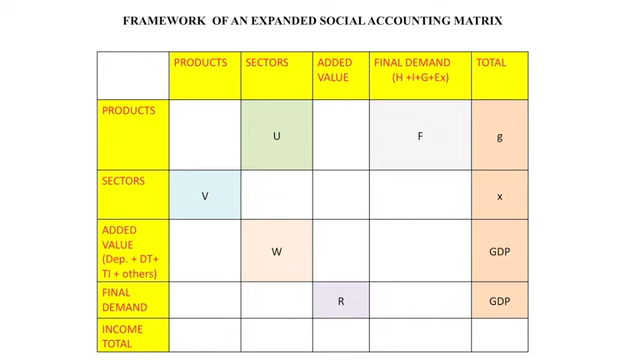 FRAMEWORK OF AN EXPANDED SOCIAL ACCOUNTING MATRIX
PRODUCTS SECTORS ADDED VALUE FINAL DEMAND (H +I+G+Ex) TOTAL
PRODUCTS
U F g
SECTORS
V x
ADDED
VALUE
(Dep. + DT+
TI + others)
W GDP
FINAL
DEMAND
R GDP
INCOME
TOTAL